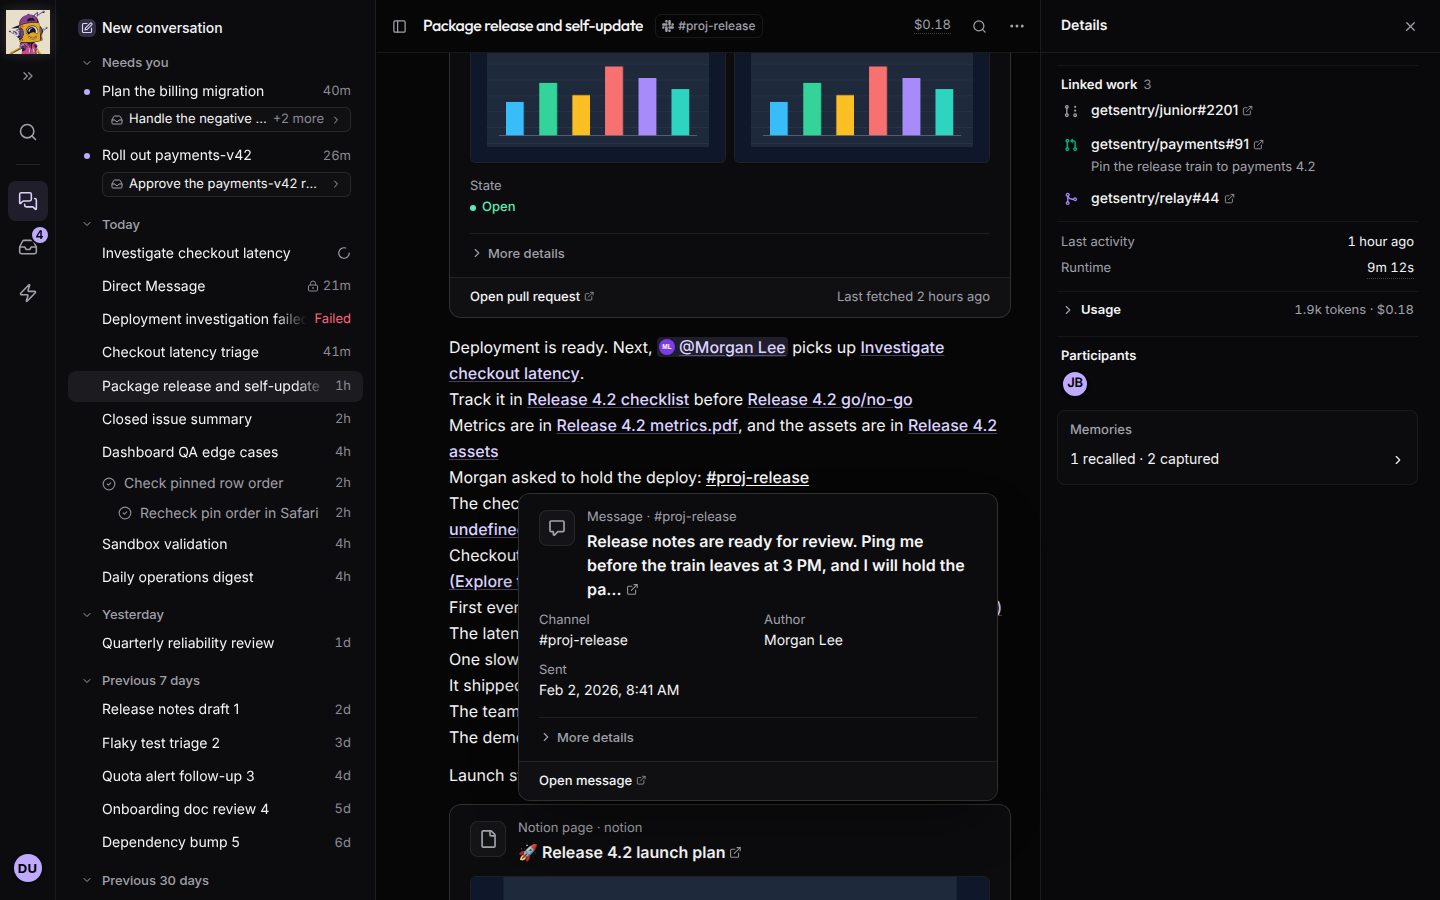 New conversation
Needs you
Plan the billing migration 40m
Handle the negative ... +2 more
Roll out payments-v42 26m
Approve the payments-v42 r...
Today
Investigate checkout latency
Direct Message 21m
Deployment investigation failed Failed
Checkout latency triage 41m
Package release and self-update 1h
Closed issue summary 2h
Dashboard QA edge cases 4h
Check pinned row order 2h
Recheck pin order in Safari 2h
Sandbox validation 4h
Daily operations digest 4h
Yesterday
Quarterly reliability review 1d
Previous 7 days
Release notes draft 1 2d
Flaky test triage 2 3d
Quota alert follow-up 3 4d
Onboarding doc review 4 5d
Dependency bump 5 6d
Previous 30 days
4
DU
Package release and self-update #proj-release $0.18
State
Open
More details
Open pull request Last fetched 2 hours ago
Deployment is ready. Next, ML @Morgan Lee picks up Investigate
checkout latency.
Track it in Release 4.2 checklist before Release 4.2 go/no-go
Metrics are in Release 4.2 metrics.pdf, and the assets are in Release 4.2
assets
Morgan asked to hold the deploy: #proj-release
The chec
undefine
Checkout
(Explore
First ever )
The laten
One slow
It shipped
The team
The demo
Launch s
Message · #proj-release
Release notes are ready for review. Ping me
before the train leaves at 3 PM, and I will hold the
pa...
Channel Author
#proj-release Morgan Lee
Sent
Feb 2, 2026, 8:41 AM
More details
Open message
Notion page · notion
🚀 Release 4.2 launch plan
Details
Linked work 3
getsentry/junior#2201
getsentry/payments#91
Pin the release train to payments 4.2
getsentry/relay#44
Last activity 1 hour ago
Runtime 9m 12s
Usage 1.9k tokens · $0.18
Participants
JB
Memories
1 recalled · 2 captured